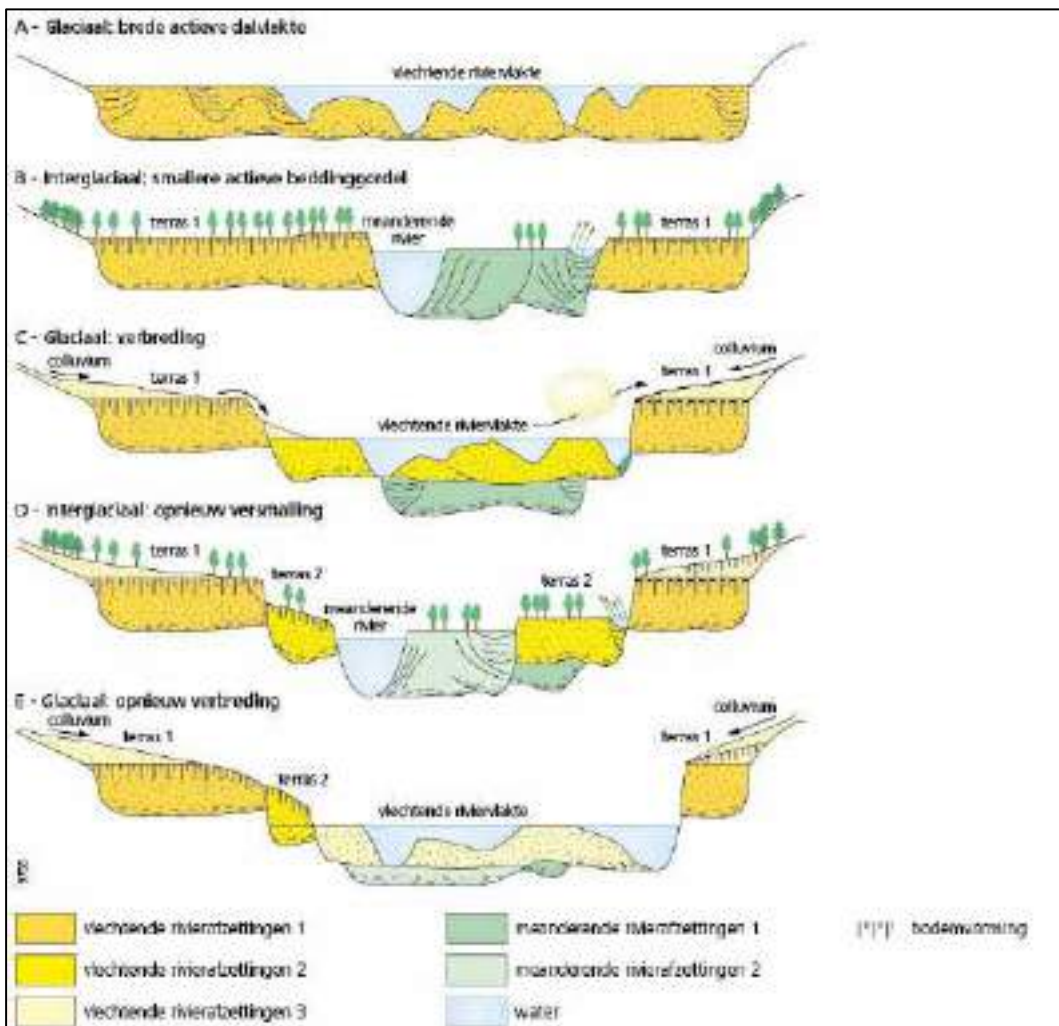 A - Glaciaal: brede actieve dalvlakte
vlechtende riviervlakte
B - Interglaciaal: smallere actieve beddinggordel
terras 1
meanderende
rivier
terras 1
C - Glaciaal: verbreding
colluvium
terras 1
colluvium
terras 1
vlechtende riviervlakte
D - Interglaciaal: opnieuw versmalling
terras 1
terras 2
meanderende
rivier
terras 2
terras 1
E - Glaciaal: opnieuw verbreding
colluvium
terras 1
terras 2
colluvium
terras 1
vlechtende riviervlakte
vlechtende rivierafzettingen 1
meanderende rivierafzettingen 1
bodemvorming
vlechtende rivierafzettingen 2
meanderende rivierafzettingen 2
vlechtende rivierafzettingen 3
water